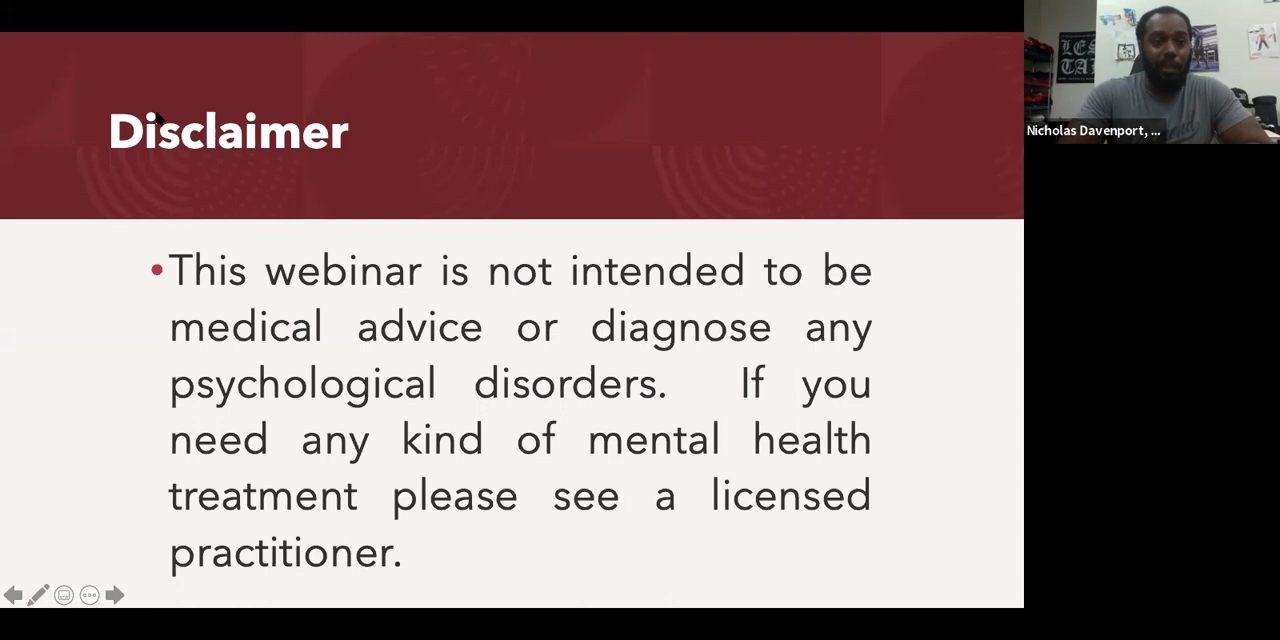 Disclaimer
•This webinar is not intended to be
medical advice or diagnose any
psychological disorders. If you
need any kind of mental health
treatment please see a licensed
practitioner.
Nicholas Davenport, ...